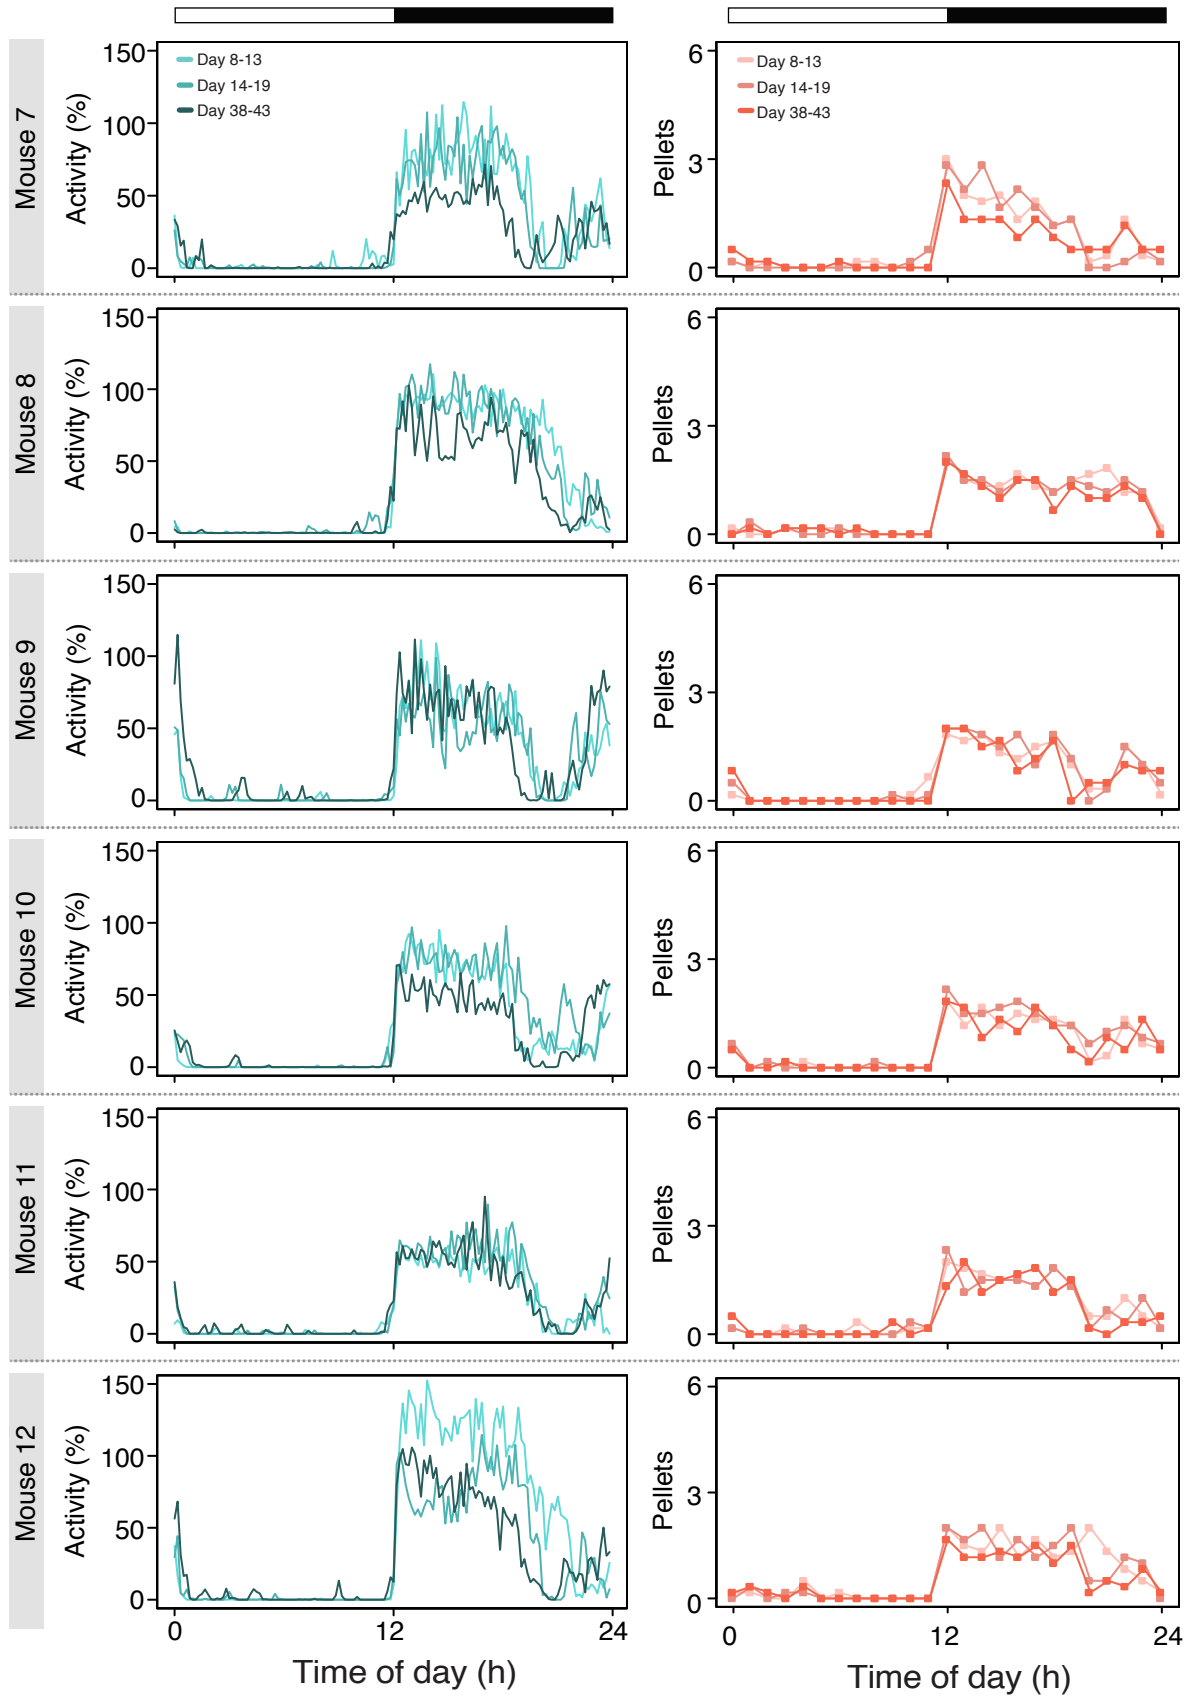 Mouse 7
Activity (%)
150
100
50
0
Day 8-13
Day 14-19
Day 38-43
Pellets
6
3
0
Day 8-13
Day 14-19
Day 38-43
Mouse 8
Activity (%)
150
100
50
0
Pellets
6
3
0
Mouse 9
Activity (%)
150
100
50
0
Pellets
6
3
0
Mouse 10
Activity (%)
150
100
50
0
Pellets
6
3
0
Mouse 11
Activity (%)
150
100
50
0
Pellets
6
3
0
Mouse 12
Activity (%)
150
100
50
0
Pellets
6
3
0
0 12 24
Time of day (h)
0 12 24
Time of day (h)